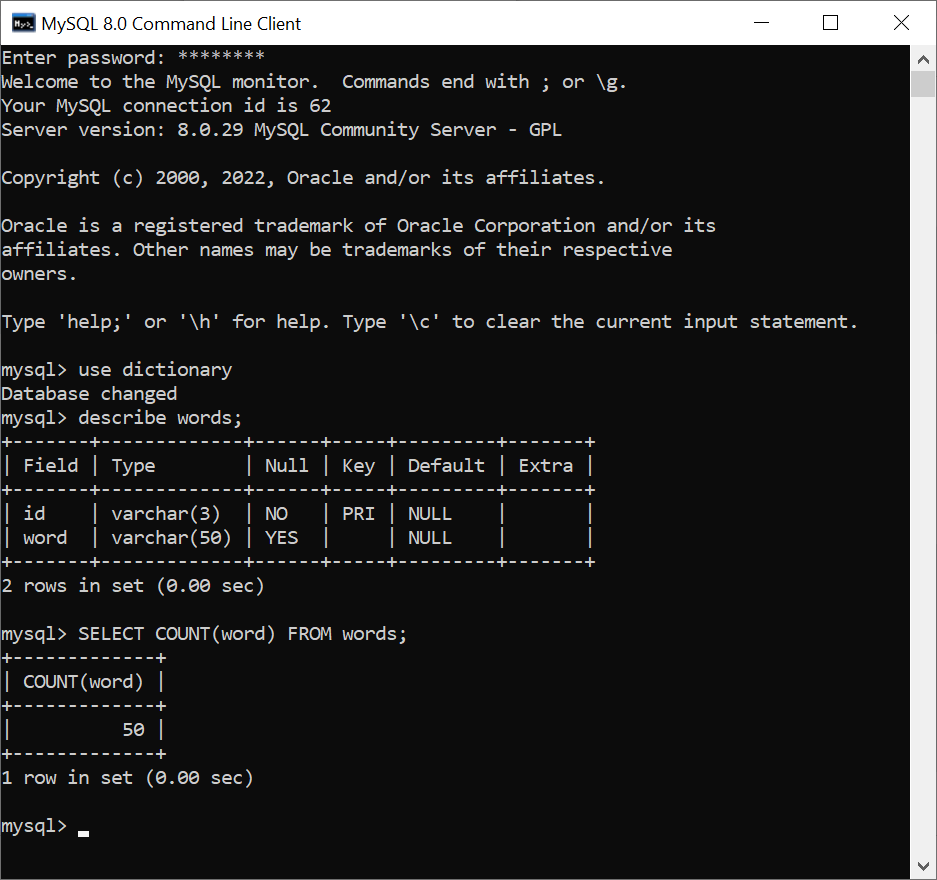 MySQL 8.0 Command Line Client
Enter password: ********
Welcome to the MySQL monitor.  Commands end with ; or \g.
Your MySQL connection id is 62
Server version: 8.0.29 MySQL Community Server - GPL

Copyright (c) 2000, 2022, Oracle and/or its affiliates.

Oracle is a registered trademark of Oracle Corporation and/or its
affiliates. Other names may be trademarks of their respective
owners.

Type 'help;' or '\h' for help. Type '\c' to clear the current input statement.

mysql> use dictionary
Database changed
mysql> describe words;
+-------+-------------+------+-----+---------+-------+
| Field | Type        | Null | Key | Default | Extra |
+-------+-------------+------+-----+---------+-------+
| id    | varchar(3)  | NO   | PRI | NULL    |       |
| word  | varchar(50) | YES  |     | NULL    |       |
+-------+-------------+------+-----+---------+-------+
2 rows in set (0.00 sec)

mysql> SELECT COUNT(word) FROM words;
+-------------+
| COUNT(word) |
+-------------+
|          50 |
+-------------+
1 row in set (0.00 sec)

mysql>